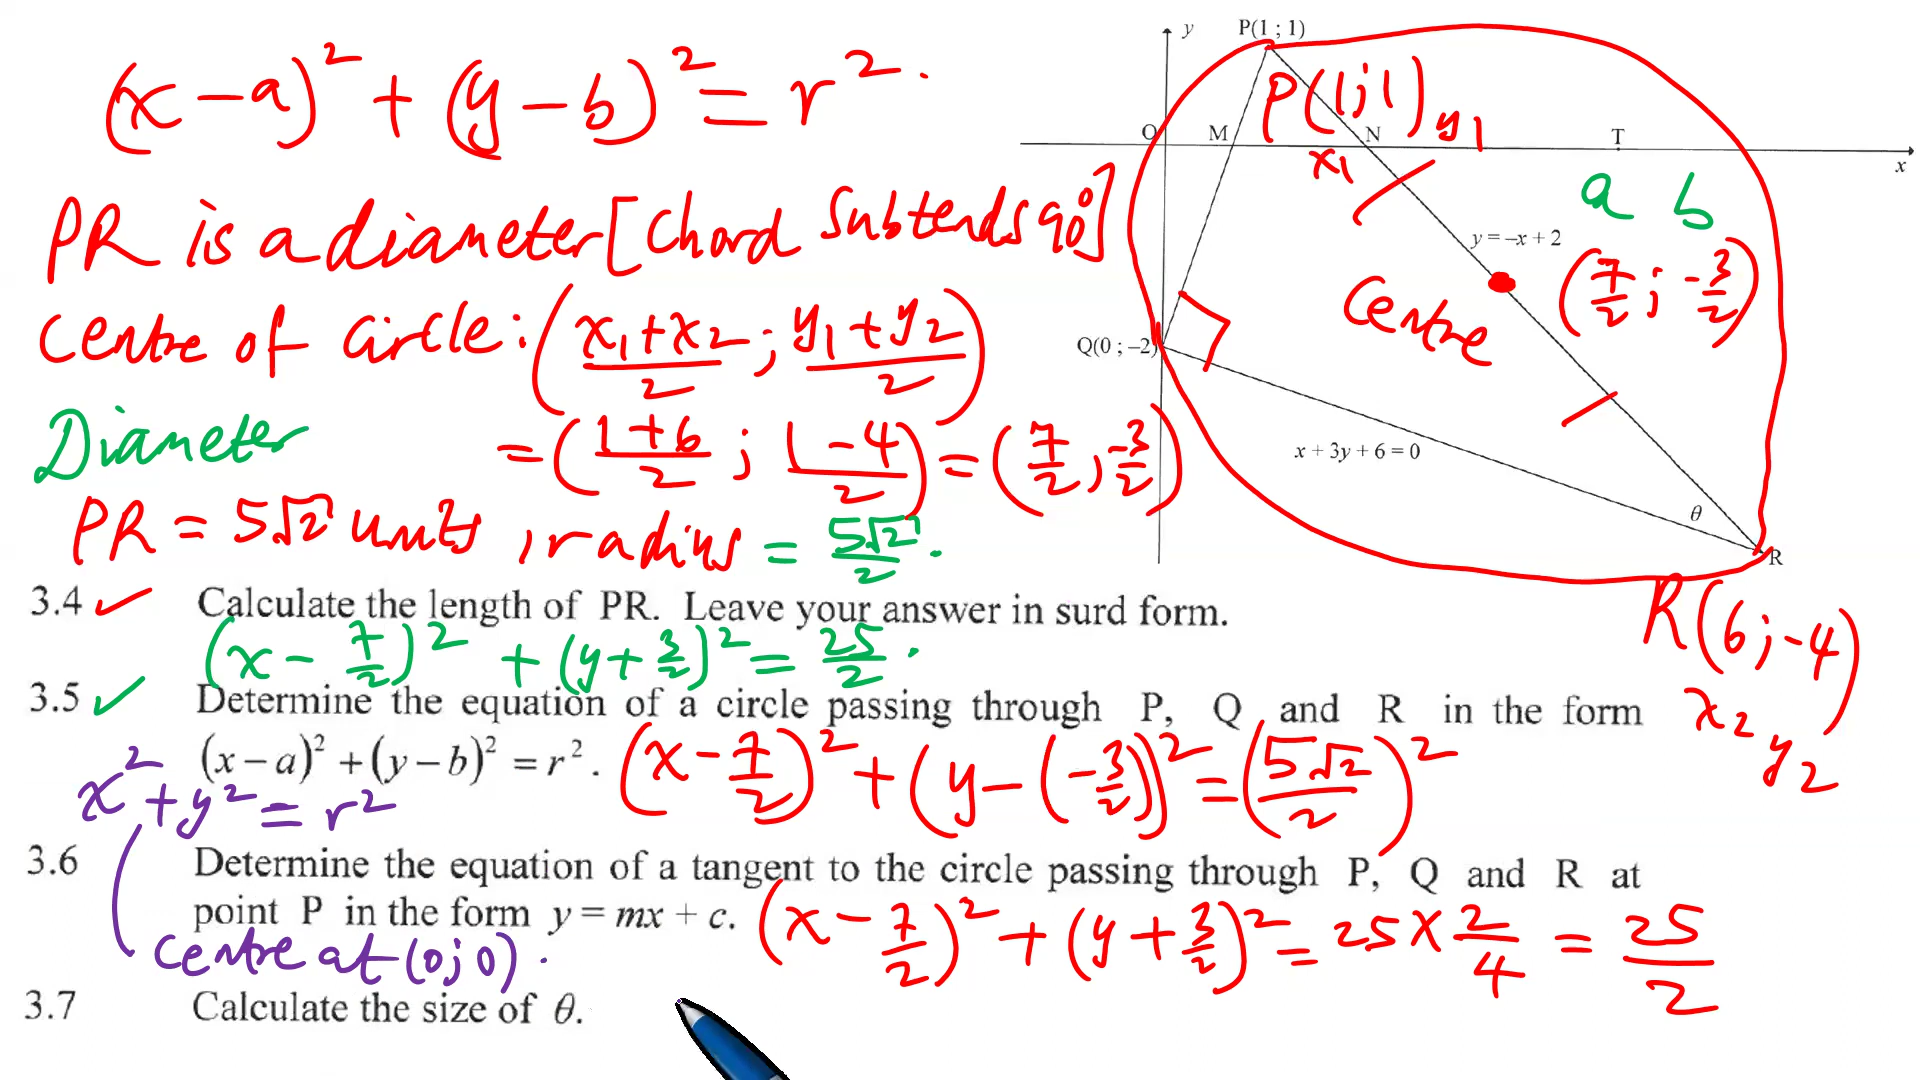 (x - a)² + (y - b)² = r².
PR is a diameter [chord subtends 90°]
Centre of circle: (x₁+x₂/2 ; y₁+y₂/2)
Diameter = (1+6/2 ; 1-4/2) = (7/2 ; -3/2)
PR = 5√2 units, radius = 5√2/2.
y
P(1 ; 1)
P(1;1)
x₁ y₁
O M N T
x
a b
y = –x + 2
(7/2 ; -3/2)
Centre
Q(0 ; –2)
x + 3y + 6 = 0
θ
R
R(6;-4)
x₂ y₂
3.4 ✓ Calculate the length of PR. Leave your answer in surd form.
(x - 7/2)² + (y + 3/2)² = 25/2.
3.5 ✓ Determine the equation of a circle passing through P, Q and R in the form
(x – a)² + (y – b)² = r². (x - 7/2)² + (y - (-3/2))² = (5√2/2)²
x² + y² = r²
3.6 Determine the equation of a tangent to the circle passing through P, Q and R at
point P in the form y = mx + c. (x - 7/2)² + (y + 3/2)² = 25 × 2/4 = 25/2
Centre at (0;0).
3.7 Calculate the size of θ.